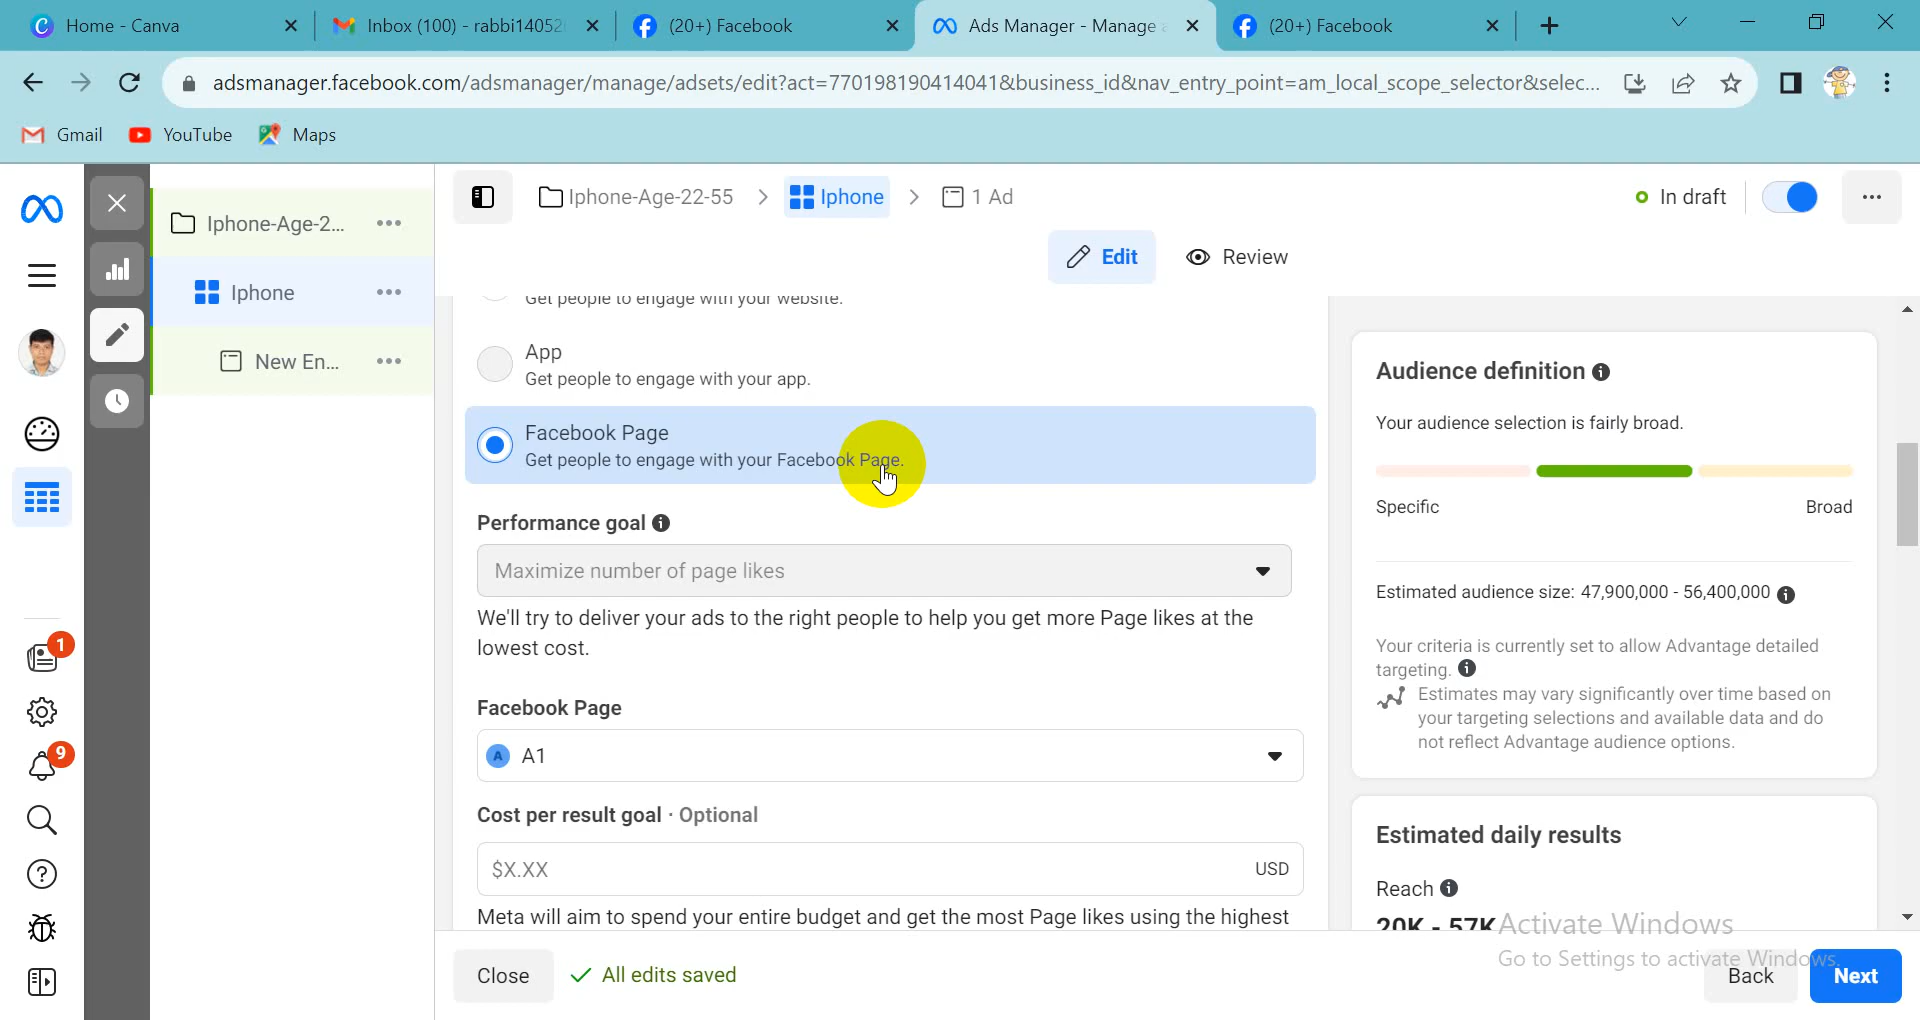 Home - Canva
Inbox (100) - rabbi14052
(20+) Facebook
Ads Manager - Manage a
(20+) Facebook
adsmanager.facebook.com/adsmanager/manage/adsets/edit?act=770198190414041&business_id&nav_entry_point=am_local_scope_selector&selec...
Gmail
YouTube
Maps
Iphone-Age-2...
Iphone
New En...
Iphone-Age-22-55
Iphone
1 Ad
In draft
Edit
Review
Get people to engage with your website.
App
Get people to engage with your app.
Facebook Page
Get people to engage with your Facebook Page.
Performance goal
Maximize number of page likes
We'll try to deliver your ads to the right people to help you get more Page likes at the
lowest cost.
Facebook Page
A A1
Cost per result goal · Optional
$X.XX USD
Meta will aim to spend your entire budget and get the most Page likes using the highest
Close
All edits saved
Audience definition
Your audience selection is fairly broad.
Specific Broad
Estimated audience size: 47,900,000 - 56,400,000
Your criteria is currently set to allow Advantage detailed
targeting.
Estimates may vary significantly over time based on
your targeting selections and available data and do
not reflect Advantage audience options.
Estimated daily results
Reach
20K - 57K
Activate Windows
Go to Settings to activate Windows.
Back
Next
1
9